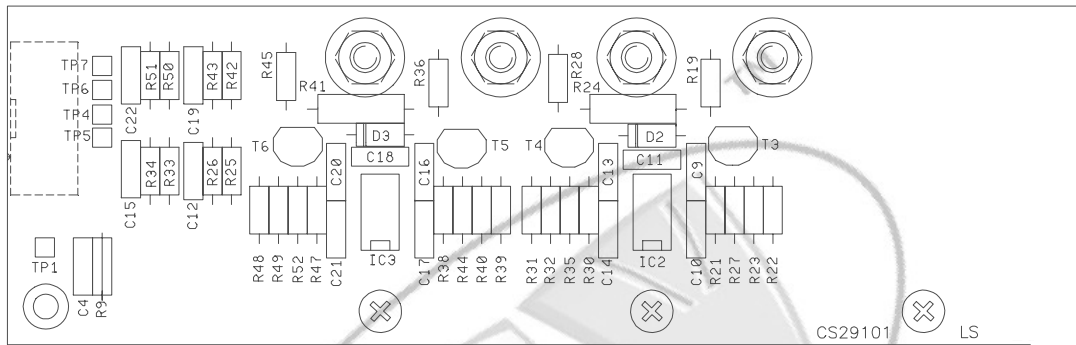 TP7
TP6
TP4
TP5
C22
R51
R50
C19
R43
R42
R45
R41
R36
R28
R24
R19
T6
D3
C18
T5
T4
D2
C11
T3
C15
R34
R33
C12
R26
R25
C20
C16
C13
C9
TP1
C4
R9
R48
R49
R52
R47
C21
IC3
C17
R38
R44
R40
R39
R31
R32
R35
R30
C14
IC2
C10
R21
R27
R23
R22
CS29101
LS